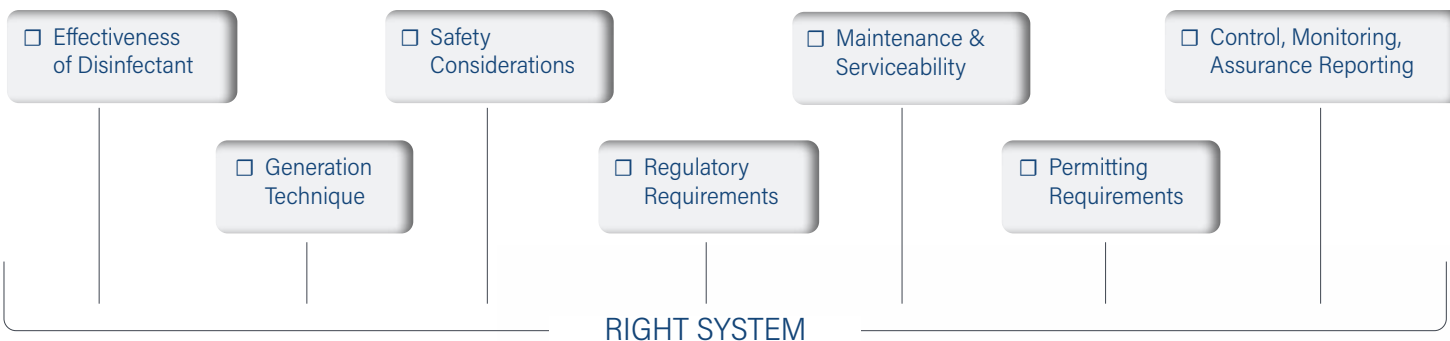 ☐ Effectiveness
of Disinfectant
☐ Safety
Considerations
☐ Maintenance &
Serviceability
☐ Control, Monitoring,
Assurance Reporting
☐ Generation
Technique
☐ Regulatory
Requirements
☐ Permitting
Requirements
RIGHT SYSTEM